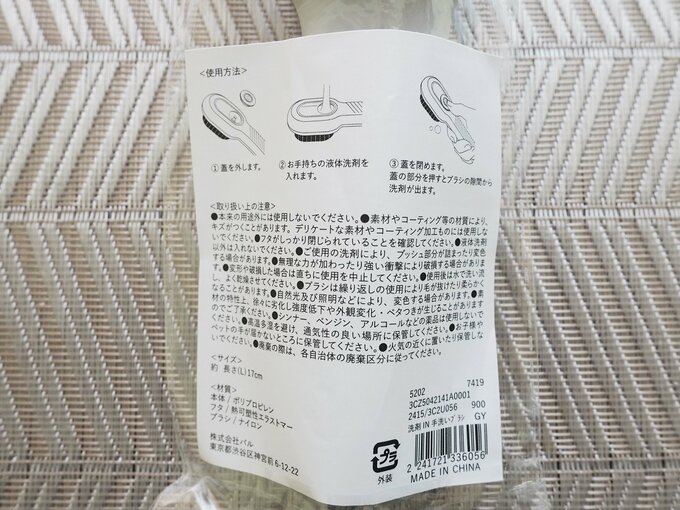 <使用方法>
①蓋を外します。
②お手持ちの液体洗剤を
入れます。
③蓋を閉めます。
蓋の部分を押すとブラシの隙間から
洗剤が出ます。
<取り扱い上の注意>
●本来の用途外には使用しないでください。●素材やコーティング等の材質により、
キズがつくことがあります。デリケートな素材やコーティング加工ものには使用しな
いでください。●フタがしっかり閉じられていることを確認してください。●液体洗剤
以外は入れないでください。●ご使用の洗剤により、プッシュ部分が詰まったり変色
する場合があります。●無理な力が加わったり強い衝撃により破損する場合がありま
す。●変形や破損した場合は直ちに使用を中止してください。●使用後は水で洗い流
し、よく乾燥させてください。●ブラシは繰り返しの使用により毛が抜けたり柔らかく
なることがあります。●自然光及び照明などにより、変色する場合があります。●素
材の特性上、徐々に劣化し強度低下や外観変化・ベタつきが生じることがあります
のでご了承ください。●シンナー、ベンジン、アルコールなどの薬品は使用しないで
ください。●高温多湿を避け、通気性の良い場所に保管してください。●お子様や
ペットの手が届かないところに保管してください。●火気の近くに置いたり保管しな
いでください。●廃棄の際は、各自治体の廃棄区分に従ってください。
<サイズ>
約 長さ(L)17cm
<材質>
本体 / ポリプロピレン
フタ / 熱可塑性エラストマー
ブラシ / ナイロン
株式会社パル
東京都渋谷区神宮前 6-12-22
5202 7419
3CZ5042141A0001
2415/3C2U056 900
洗剤 IN 手洗いブラシ GY
プラ
外装
2 241721 336056
MADE IN CHINA